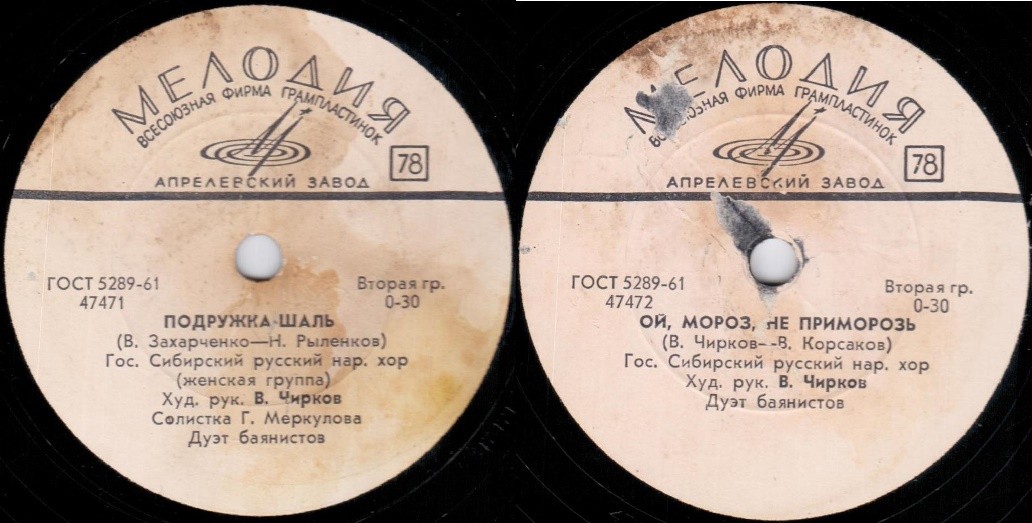 МЕЛОДИЯ
ВСЕСОЮЗНАЯ ФИРМА ГРАМПЛАСТИНОК
78
АПРЕЛЕВСКИЙ ЗАВОД
ГОСТ 5289-61
47471
Вторая гр.
0-30
ПОДРУЖКА-ШАЛЬ
(В. Захарченко—Н. Рыленков)
Гос. Сибирский русский нар. хор
(женская группа)
Худ. рук. В. Чирков
Солистка Г. Меркулова
Дуэт баянистов
МЕЛОДИЯ
ВСЕСОЮЗНАЯ ФИРМА ГРАМПЛАСТИНОК
78
АПРЕЛЕВСКИЙ ЗАВОД
ГОСТ 5289-61
47472
Вторая гр.
0-30
ОЙ, МОРОЗ, НЕ ПРИМОРОЗЬ
(В. Чирков--В. Корсаков)
Гос. Сибирский русский нар. хор
Худ. рук. В. Чирков
Дуэт баянистов